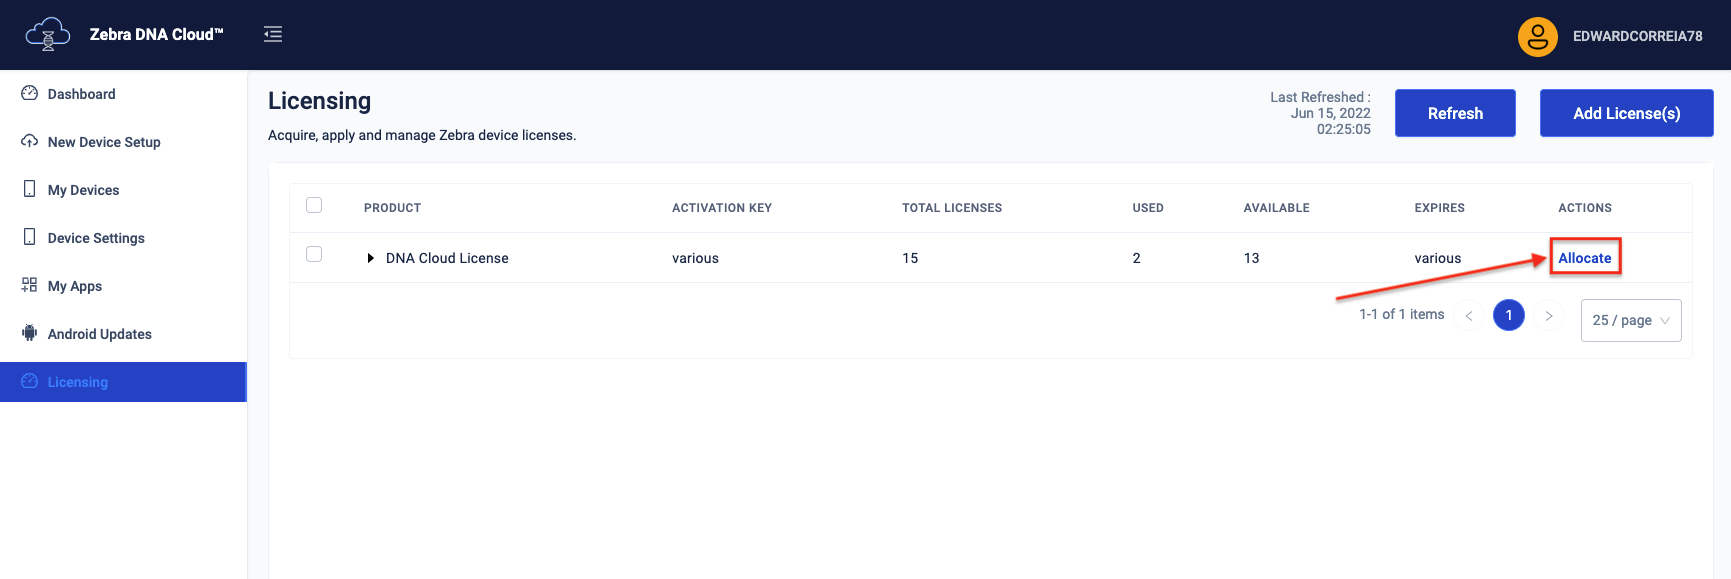 Zebra DNA Cloud™
EDWARDCORREIA78
Dashboard
New Device Setup
My Devices
Device Settings
My Apps
Android Updates
Licensing
Licensing
Acquire, apply and manage Zebra device licenses.
Last Refreshed :
Jun 15, 2022
02:25:05
Refresh
Add License(s)
PRODUCT ACTIVATION KEY TOTAL LICENSES USED AVAILABLE EXPIRES ACTIONS
DNA Cloud License various 15 2 13 various Allocate
1-1 of 1 items < 1 > 25 / page